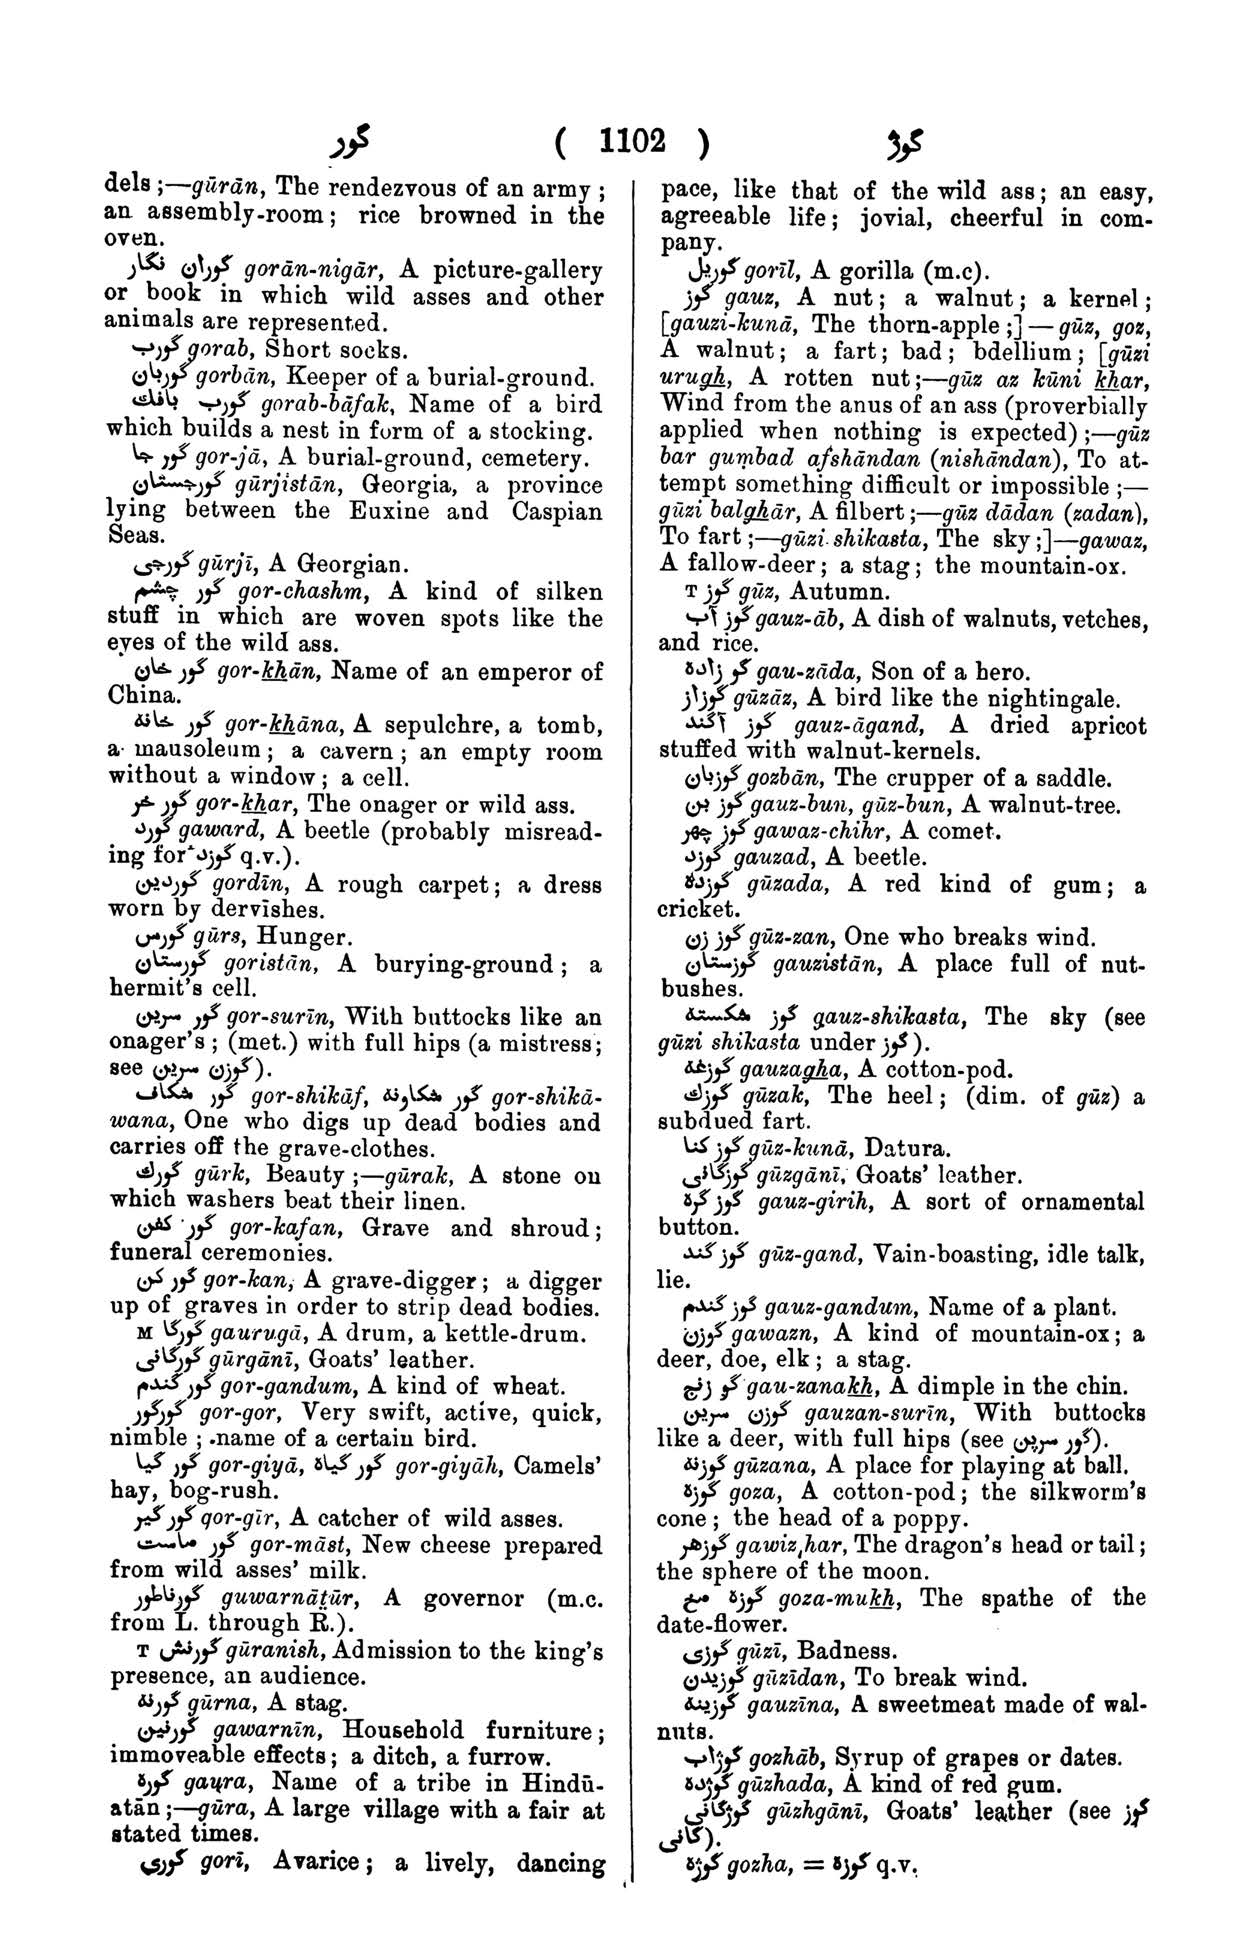 گور ( 1102 ) گوژ
dels ;—gūrān, The rendezvous of an army ;
an assembly-room ; rice browned in the
oven.
گوران نگار gorān-nigār, A picture-gallery
or book in which wild asses and other
animals are represented.
گورب gorab, Short socks.
گوربان gorbān, Keeper of a burial-ground.
گورب بافك gorab-bāfak, Name of a bird
which builds a nest in form of a stocking.
گور جا gor-jā, A burial-ground, cemetery.
گورجستان gūrjistān, Georgia, a province
lying between the Euxine and Caspian
Seas.
گورجی gūrjī, A Georgian.
گور چشم gor-chashm, A kind of silken
stuff in which are woven spots like the
eyes of the wild ass.
گور خان gor-khān, Name of an emperor of
China.
گور خانه gor-khāna, A sepulchre, a tomb,
a mausoleum ; a cavern ; an empty room
without a window ; a cell.
گور خر gor-khar, The onager or wild ass.
گورد gaward, A beetle (probably misread-
ing for گوزد q.v.).
گوردین gordīn, A rough carpet ; a dress
worn by dervīshes.
گورس gūrs, Hunger.
گورستان goristān, A burying-ground ; a
hermit's cell.
گور سرین gor-surīn, With buttocks like an
onager's ; (met.) with full hips (a mistress ;
see گوزن سرین).
گور شكاف gor-shikāf, گور شكاونه gor-shikā-
wana, One who digs up dead bodies and
carries off the grave-clothes.
گورك gūrk, Beauty ;—gūrak, A stone on
which washers beat their linen.
گور كفن gor-kafan, Grave and shroud ;
funeral ceremonies.
گور كن gor-kan, A grave-digger ; a digger
up of graves in order to strip dead bodies.
M گورگا gaurugā, A drum, a kettle-drum.
گورگانی gūrgānī, Goats' leather.
گور گندم gor-gandum, A kind of wheat.
گورگور gor-gor, Very swift, active, quick,
nimble ; name of a certain bird.
گور گیا gor-giyā, گور گیاه gor-giyāh, Camels'
hay, bog-rush.
گور گیر gor-gīr, A catcher of wild asses.
گور ماست gor-māst, New cheese prepared
from wild asses' milk.
گورناطور guwarnāt̤ūr, A governor (m.c.
from L. through R.).
T گورنش gūranish, Admission to the king's
presence, an audience.
گورنه gūrna, A stag.
گورنین gawarnīn, Household furniture ;
immoveable effects ; a ditch, a furrow.
گوره gaura, Name of a tribe in Hindū-
stān ;—gūra, A large village with a fair at
stated times.
گوری gorī, Avarice ; a lively, dancing
pace, like that of the wild ass ; an easy,
agreeable life ; jovial, cheerful in com-
pany.
گوریل gorīl, A gorilla (m.c).
گوز gauz, A nut ; a walnut ; a kernel ;
[gauzi-kunā, The thorn-apple ;] — gūz, goz,
A walnut ; a fart ; bad ; bdellium ; [gūzi
urugh, A rotten nut ;—gūz az kūni khar,
Wind from the anus of an ass (proverbially
applied when nothing is expected) ;—gūz
bar gumbad afshāndan (nishāndan), To at-
tempt something difficult or impossible ;—
gūzi balghār, A filbert ;—gūz dādan (zadan),
To fart ;—gūzi shikasta, The sky ;]—gawaz,
A fallow-deer ; a stag ; the mountain-ox.
T گوز gūz, Autumn.
گوز آب gauz-āb, A dish of walnuts, vetches,
and rice.
گو زاده gau-zāda, Son of a hero.
گوزاز gūzāz, A bird like the nightingale.
گوز آگند gauz-āgand, A dried apricot
stuffed with walnut-kernels.
گوزبان gozbān, The crupper of a saddle.
گوز بن gauz-bun, gūz-bun, A walnut-tree.
گوز چهر gawaz-chihr, A comet.
گوزد gauzad, A beetle.
گوزده gūzada, A red kind of gum ; a
cricket.
گوز زن gūz-zan, One who breaks wind.
گوزستان gauzistān, A place full of nut-
bushes.
گوز شكسته gauz-shikasta, The sky (see
gūzi shikasta under گوز).
گوزغه gauzagha, A cotton-pod.
گوزك gūzak, The heel ; (dim. of gūz) a
subdued fart.
گوز كنا gūz-kunā, Datura.
گوزگانی gūzgānī, Goats' leather.
گوز گره gauz-girih, A sort of ornamental
button.
گوز گند gūz-gand, Vain-boasting, idle talk,
lie.
گوز گندم gauz-gandum, Name of a plant.
گوزن gawazn, A kind of mountain-ox ; a
deer, doe, elk ; a stag.
گو زنخ gau-zanakh, A dimple in the chin.
گوزن سرین gauzan-surīn, With buttocks
like a deer, with full hips (see گور سرین).
گوزنه gūzana, A place for playing at ball.
گوزه goza, A cotton-pod ; the silkworm's
cone ; the head of a poppy.
گوزهر gawiz,har, The dragon's head or tail ;
the sphere of the moon.
گوزه مخ goza-mukh, The spathe of the
date-flower.
گوزی gūzī, Badness.
گوزیدن gūzīdan, To break wind.
گوزینه gauzīna, A sweetmeat made of wal-
nuts.
گوژاب gozhāb, Syrup of grapes or dates.
گوژده gūzhada, A kind of red gum.
گوژگانی gūzhgānī, Goats' leather (see گوز
گانی).
گوژه gozha, = گوزه q.v.